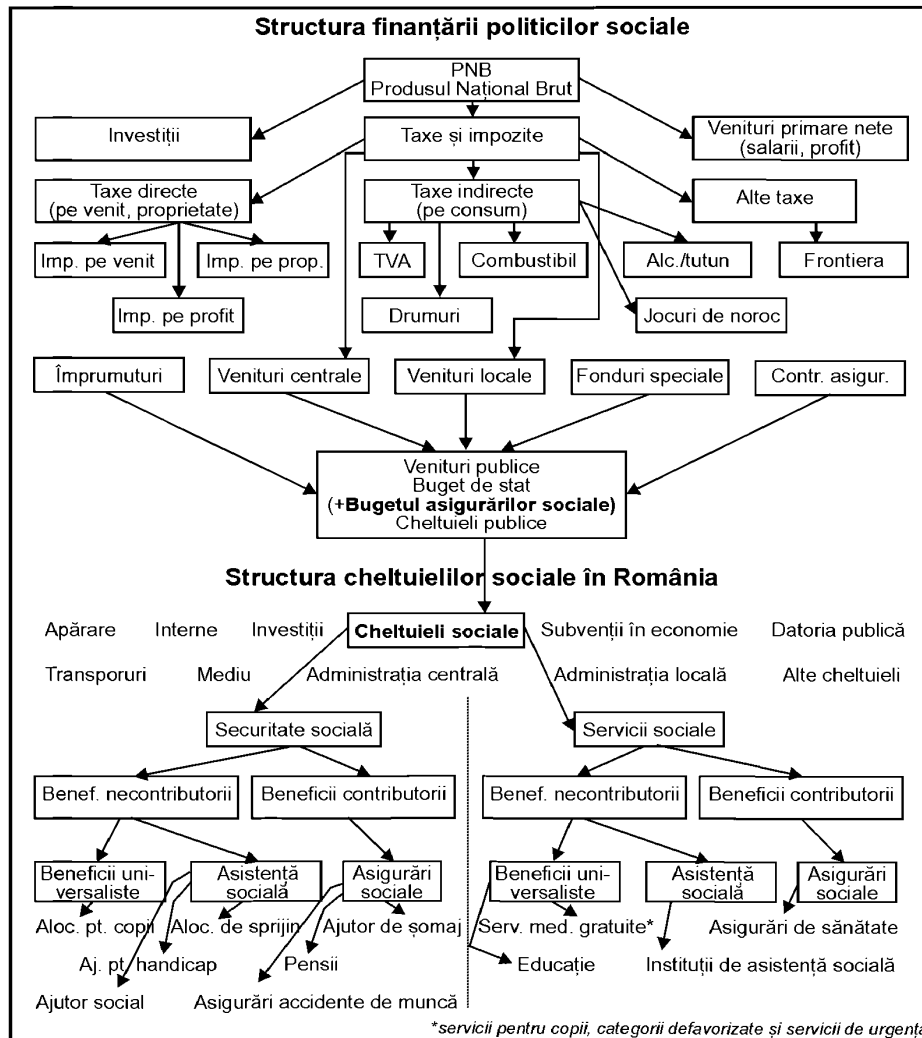 Structura finanțării politicilor sociale
PNB
Produsul Național Brut
Investiții
Taxe și impozite
Venituri primare nete
(salarii, profit)
Taxe directe
(pe venit, proprietate)
Taxe indirecte
(pe consum)
Alte taxe
Imp. pe venit
Imp. pe prop.
TVA
Combustibil
Alc./tutun
Frontiera
Imp. pe profit
Drumuri
Jocuri de noroc
Împrumuturi
Venituri centrale
Venituri locale
Fonduri speciale
Contr. asigur.
Venituri publice
Buget de stat
(+Bugetul asigurărilor sociale)
Cheltuieli publice
Structura cheltuielilor sociale în România
Apărare
Interne
Investiții
Cheltuieli sociale
Subvenții în economie
Datoria publică
Transporuri
Mediu
Administrația centrală
Administrația locală
Alte cheltuieli
Securitate socială
Servicii sociale
Benef. necontributorii
Beneficii contributorii
Benef. necontributorii
Beneficii contributorii
Beneficii uni-
versaliste
Asistență
socială
Asigurări
sociale
Beneficii uni-
versaliste
Asistență
socială
Asigurări
sociale
Aloc. pt. copii
Aloc. de sprijin
Ajutor de șomaj
Serv. med. gratuite*
Asigurări de sănătate
Aj. pt. handicap
Pensii
Educație
Instituții de asistență socială
Ajutor social
Asigurări accidente de muncă
*servicii pentru copii, categorii defavorizate și servicii de urgență